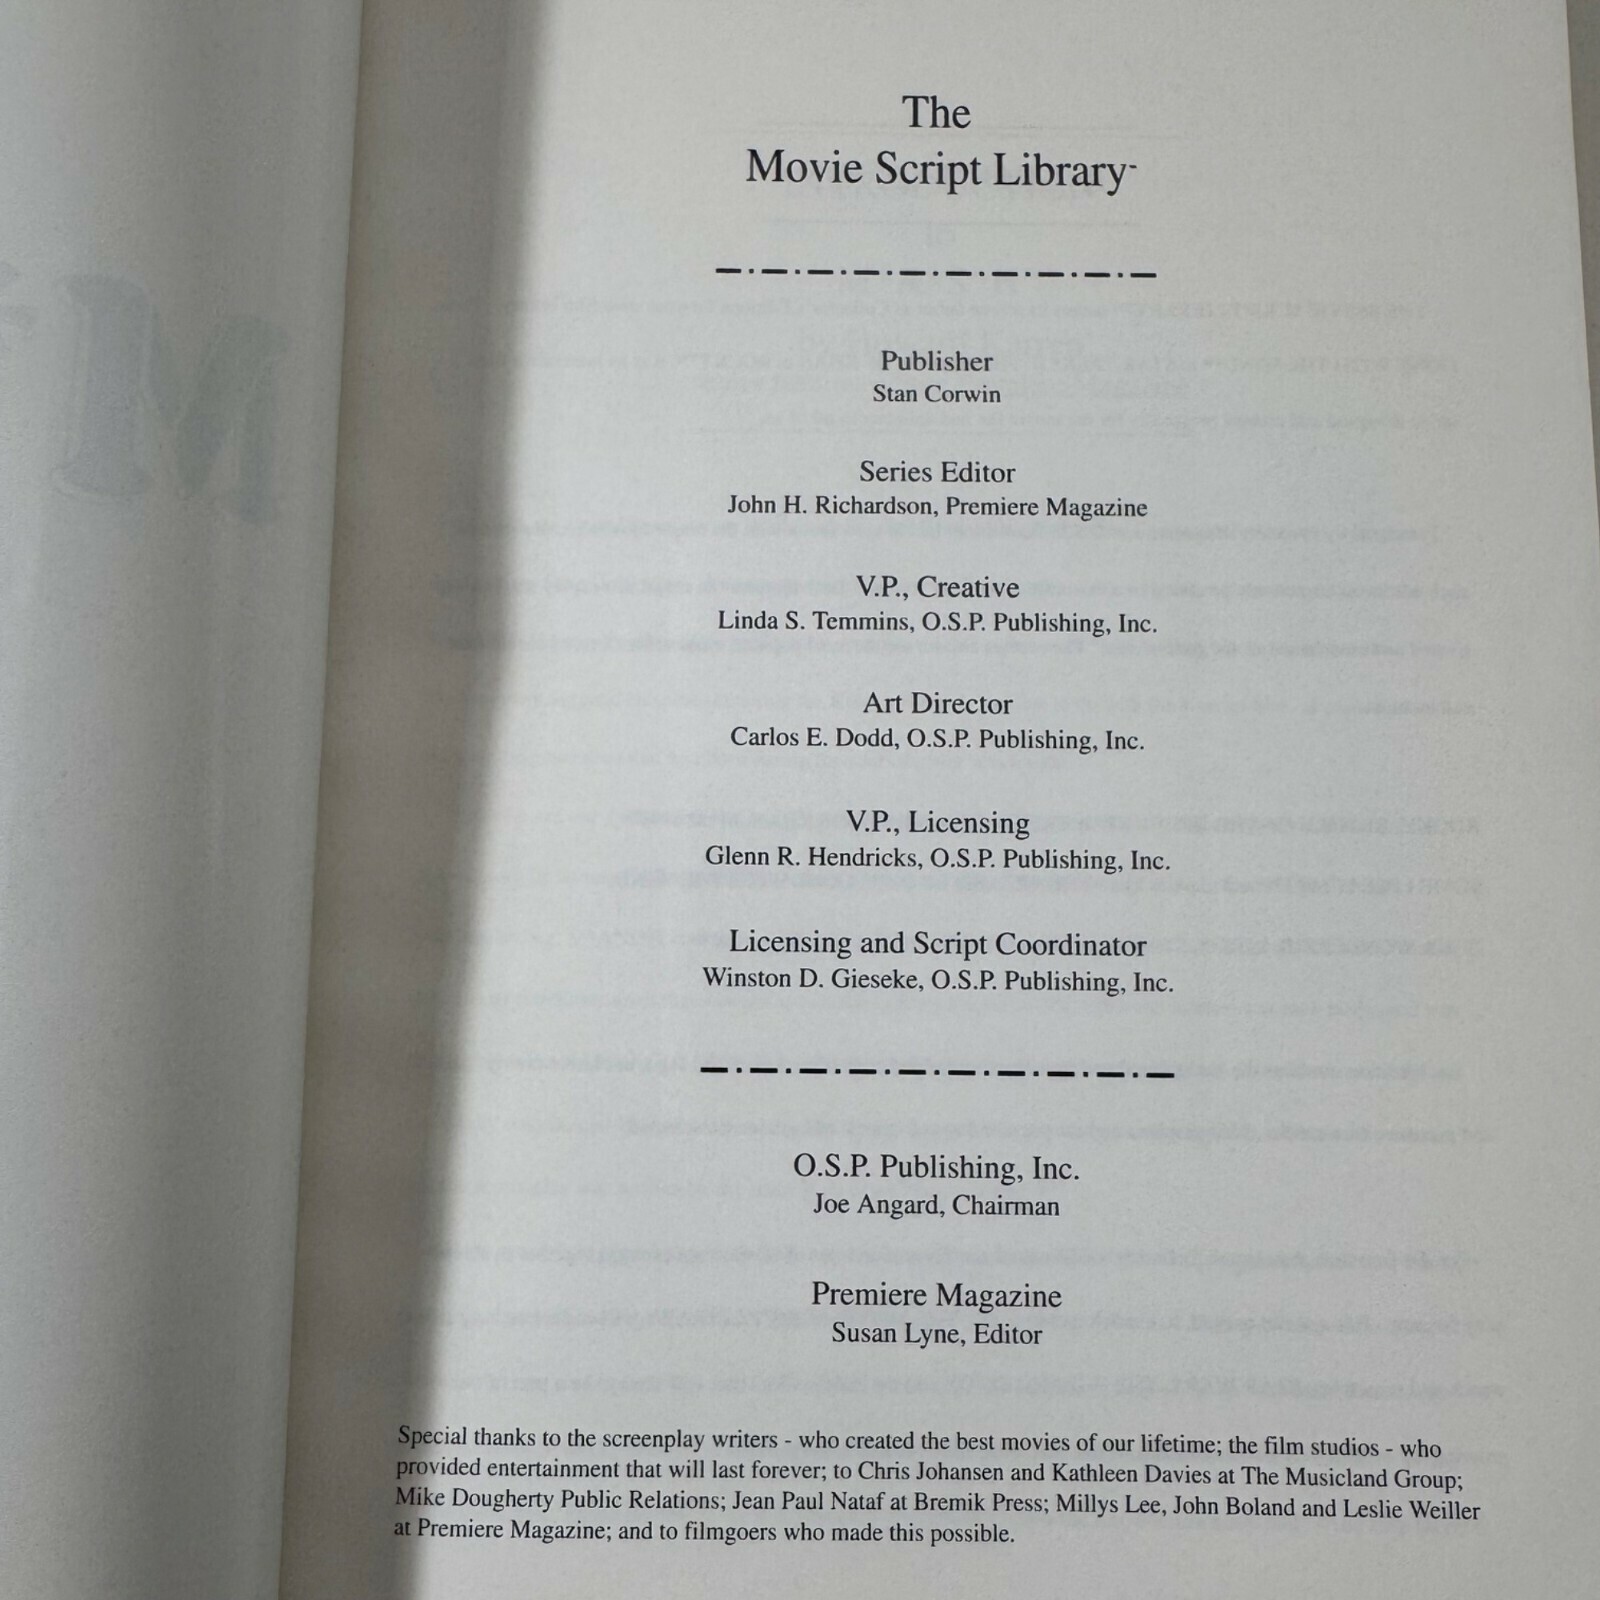 The
Movie Script Library™
Publisher
Stan Corwin
Series Editor
John H. Richardson, Premiere Magazine
V.P., Creative
Linda S. Temmins, O.S.P. Publishing, Inc.
Art Director
Carlos E. Dodd, O.S.P. Publishing, Inc.
V.P., Licensing
Glenn R. Hendricks, O.S.P. Publishing, Inc.
Licensing and Script Coordinator
Winston D. Gieseke, O.S.P. Publishing, Inc.
O.S.P. Publishing, Inc.
Joe Angard, Chairman
Premiere Magazine
Susan Lyne, Editor
Special thanks to the screenplay writers - who created the best movies of our lifetime; the film studios - who
provided entertainment that will last forever; to Chris Johansen and Kathleen Davies at The Musicland Group;
Mike Dougherty Public Relations; Jean Paul Nataf at Bremik Press; Millys Lee, John Boland and Leslie Weiller
at Premiere Magazine; and to filmgoers who made this possible.